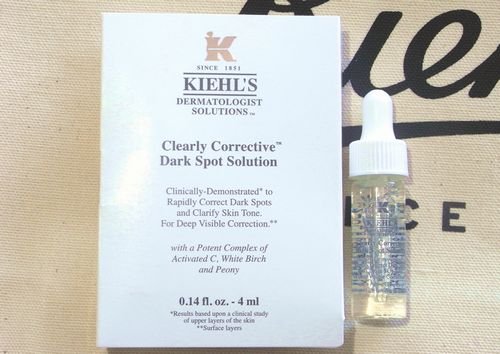 K
SINCE 1851
KIEHL'S
DERMATOLOGIST
SOLUTIONS™
Clearly Corrective™
Dark Spot Solution
Clinically-Demonstrated* to
Rapidly Correct Dark Spots
and Clarify Skin Tone.
For Deep Visible Correction.**
with a Potent Complex of
Activated C, White Birch
and Peony
0.14 fl. oz. - 4 ml
*Results based upon a clinical study
of upper layers of the skin
**Surface layers
K
KIEHL'S